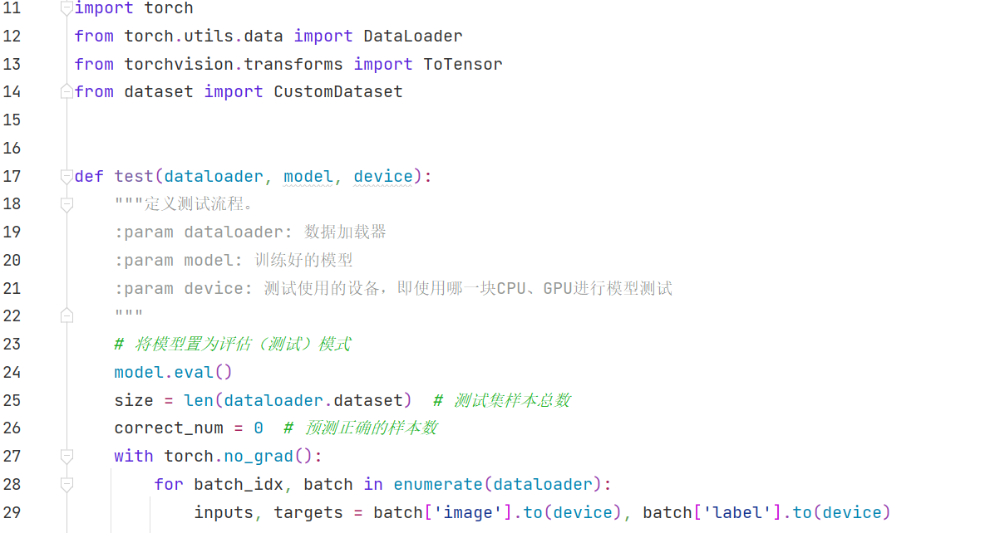 11 import torch
12 from torch.utils.data import DataLoader
13 from torchvision.transforms import ToTensor
14 from dataset import CustomDataset
15
16
17 def test(dataloader, model, device):
18     """定义测试流程。
19     :param dataloader: 数据加载器
20     :param model: 训练好的模型
21     :param device: 测试使用的设备，即使用哪一块CPU、GPU进行模型测试
22     """
23     # 将模型置为评估（测试）模式
24     model.eval()
25     size = len(dataloader.dataset)  # 测试集样本总数
26     correct_num = 0  # 预测正确的样本数
27     with torch.no_grad():
28         for batch_idx, batch in enumerate(dataloader):
29             inputs, targets = batch['image'].to(device), batch['label'].to(device)